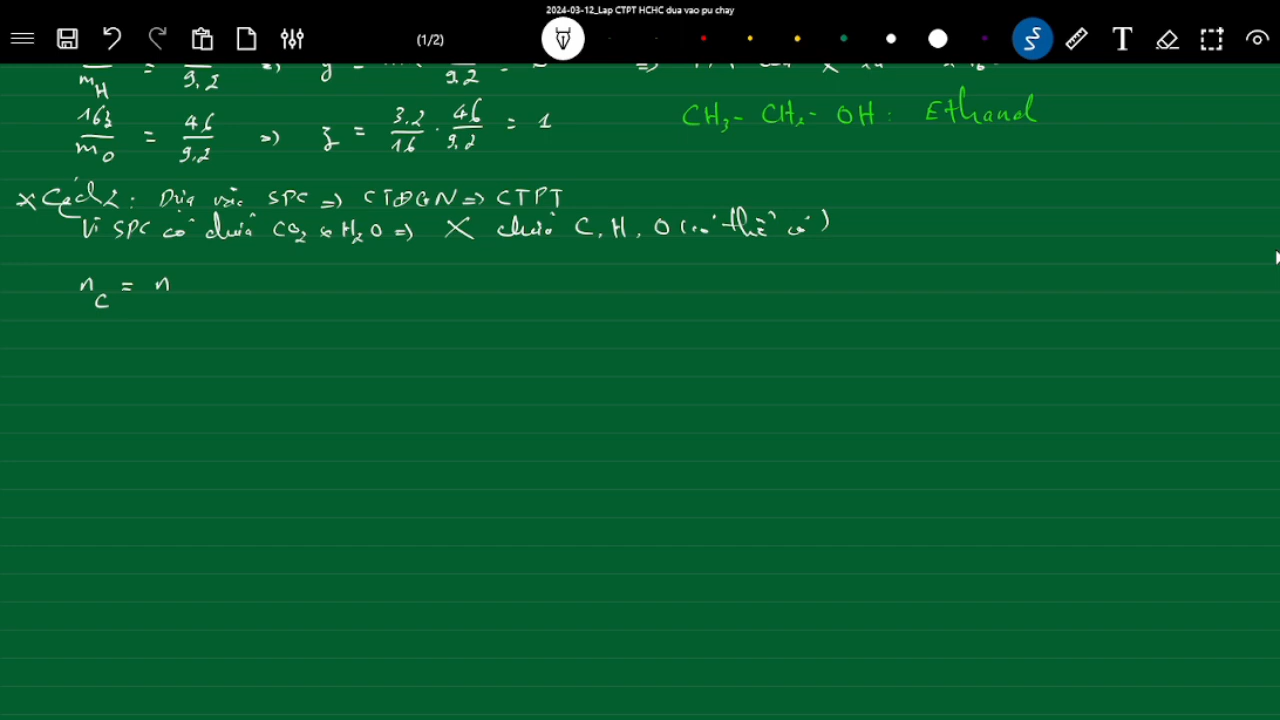 2024-03-12_Lap CTPT HCHC dua vao pu chay
(1/2)
T
m_H = 9,2 => y = 9,2 =
16z/m_O = 46/9,2 => z = 3,2/16 . 46/9,2 = 1
CH3 - CH2 - OH : Ethanol
* Cách 2 : Dựa vào SPC => CTĐGN => CTPT
Vì SPC có chứa CO2 & H2O => X chứa C, H, O (có thể có)
n_C = n